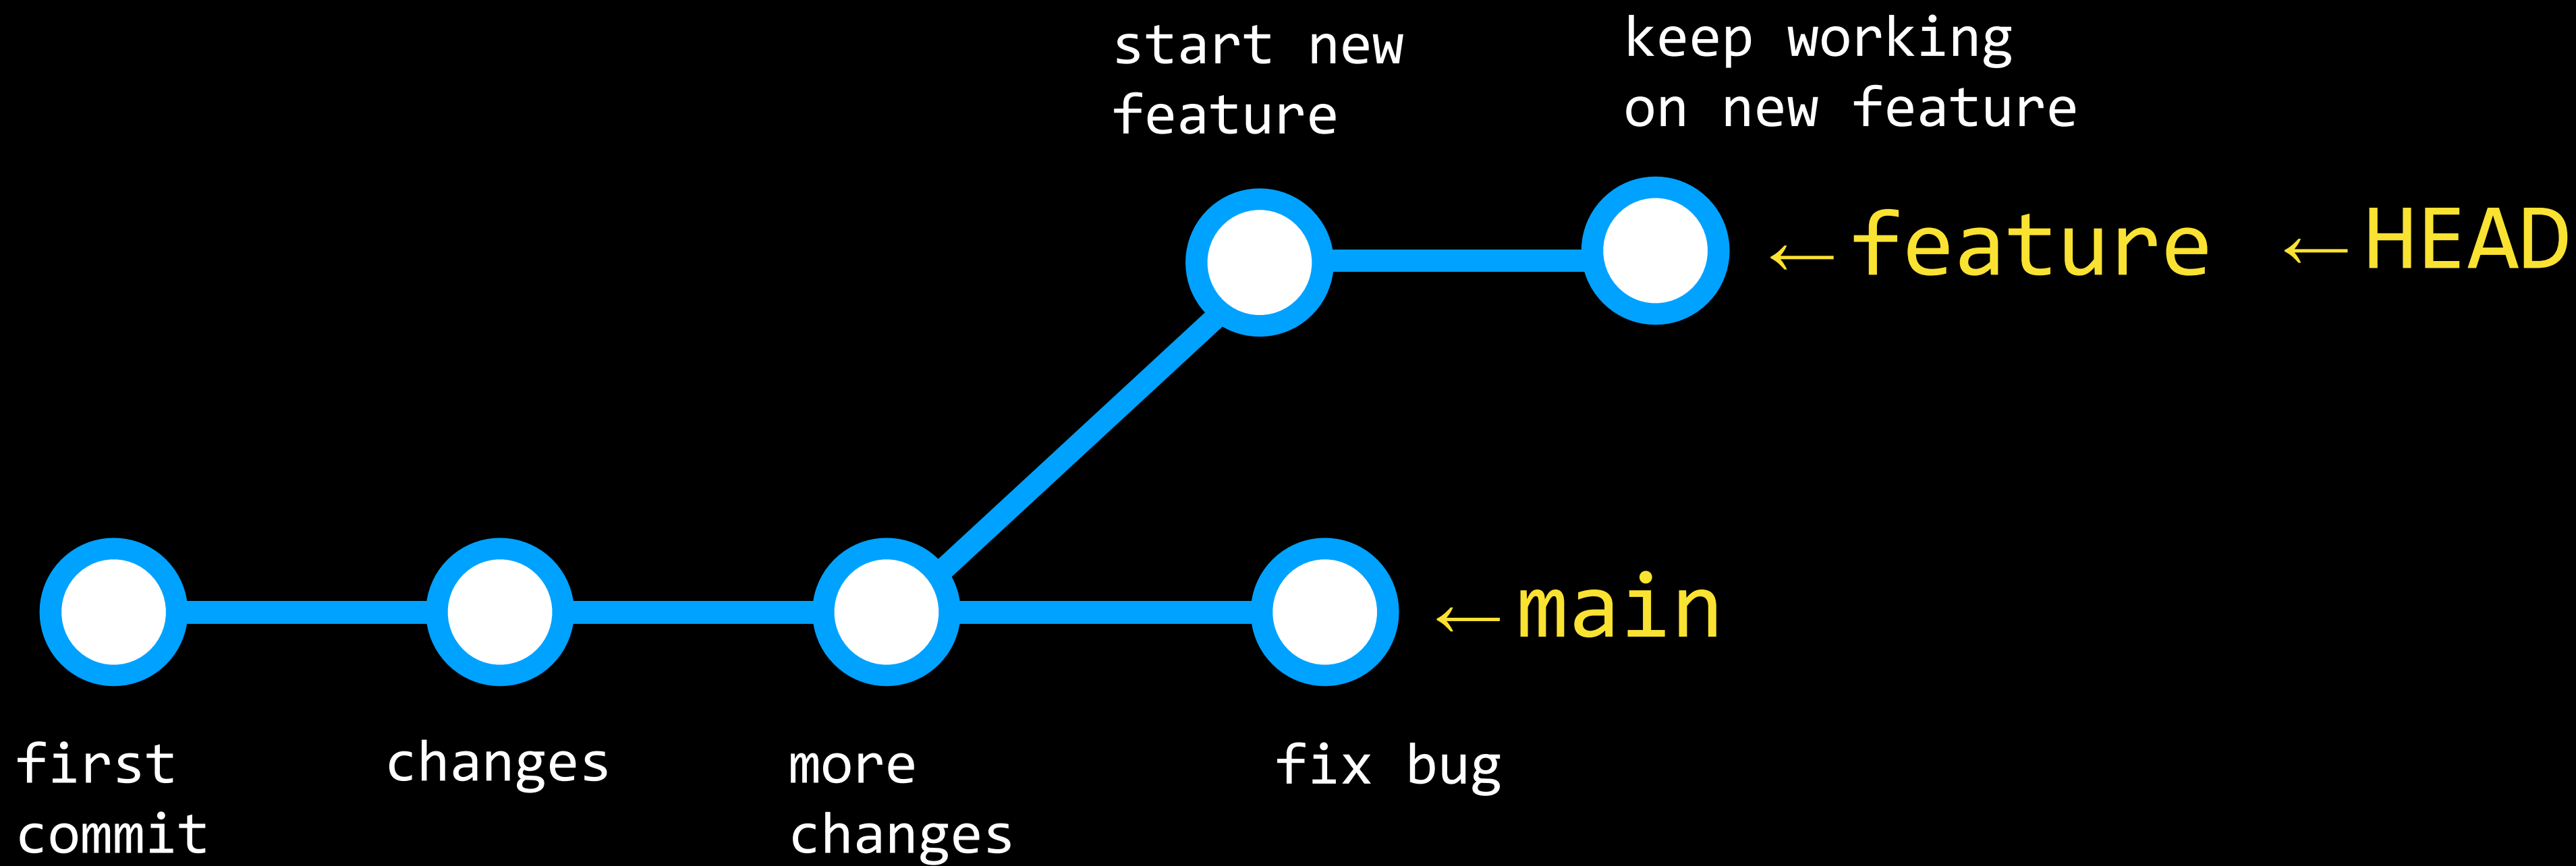 start new
feature
keep working
on new feature
←feature ←HEAD
←main
first
commit
changes
more
changes
fix bug